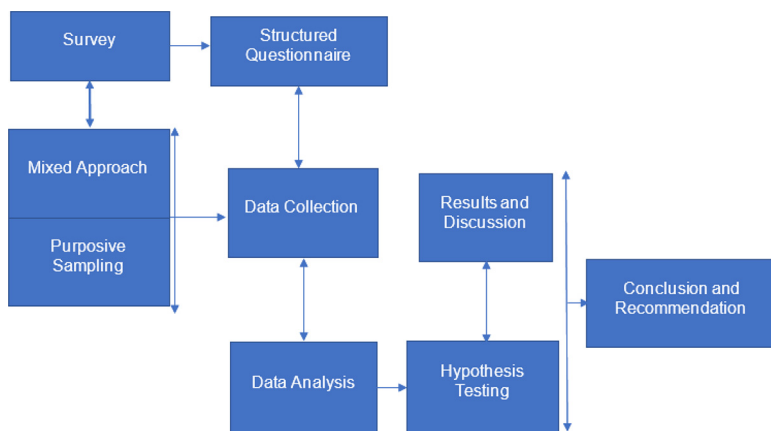 Survey
Structured
Questionnaire
Mixed Approach
Purposive
Sampling
Data Collection
Results and
Discussion
Conclusion and
Recommendation
Data Analysis
Hypothesis
Testing